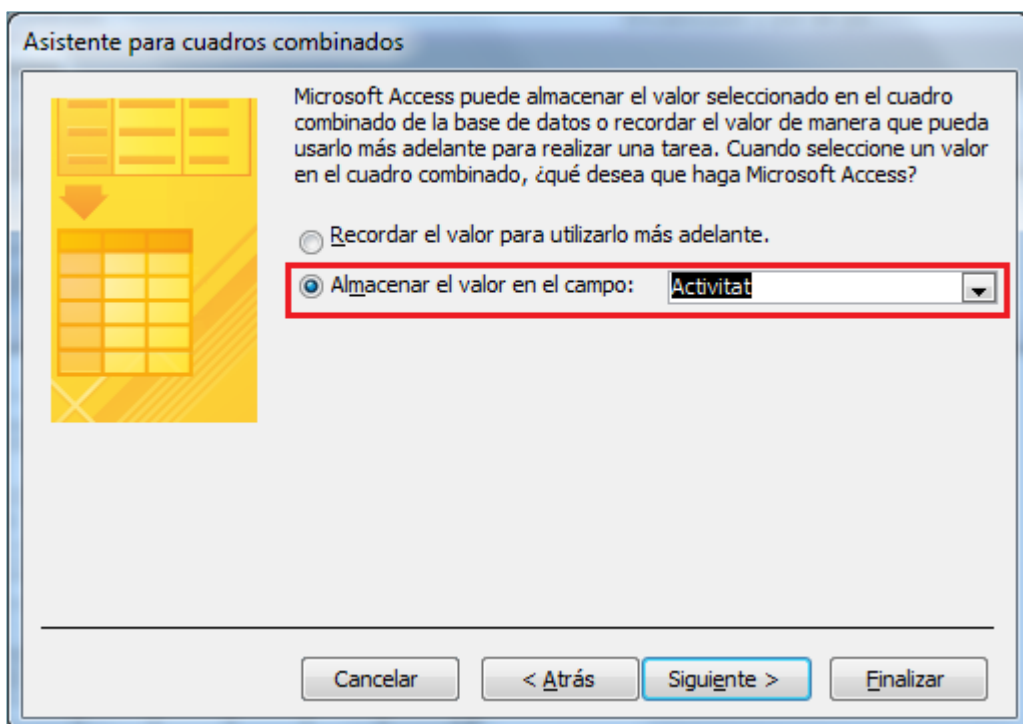 Asistente para cuadros combinados
Microsoft Access puede almacenar el valor seleccionado en el cuadro
combinado de la base de datos o recordar el valor de manera que pueda
usarlo más adelante para realizar una tarea. Cuando seleccione un valor
en el cuadro combinado, ¿qué desea que haga Microsoft Access?
Recordar el valor para utilizarlo más adelante.
Almacenar el valor en el campo: Activitat
Cancelar < Atrás Siguiente > Finalizar